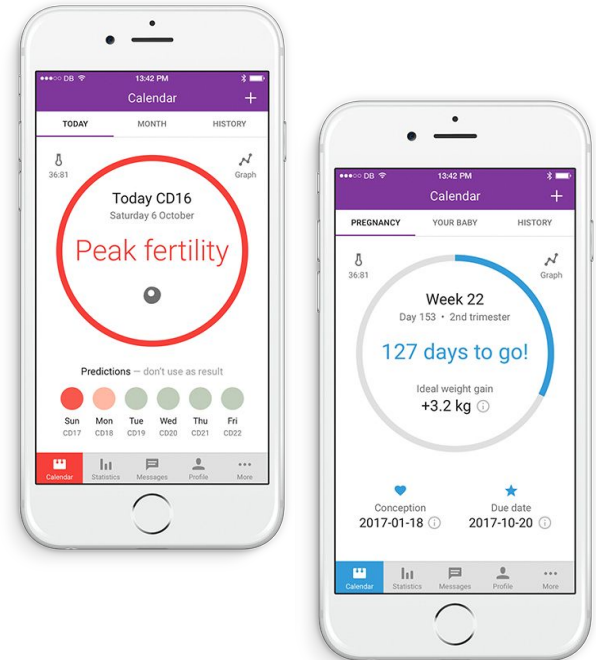 DB 13:42 PM
Calendar +
TODAY MONTH HISTORY
36:81 Graph
Today CD16
Saturday 6 October
Peak fertility
Predictions — don't use as result
Sun Mon Tue Wed Thu Fri
CD17 CD18 CD19 CD20 CD21 CD22
Calendar Statistics Messages Profile More
DB 13:42 PM
Calendar +
PREGNANCY YOUR BABY HISTORY
36:81 Graph
Week 22
Day 153 • 2nd trimester
127 days to go!
Ideal weight gain
+3.2 kg
Conception Due date
2017-01-18 2017-10-20
Calendar Statistics Messages Profile More